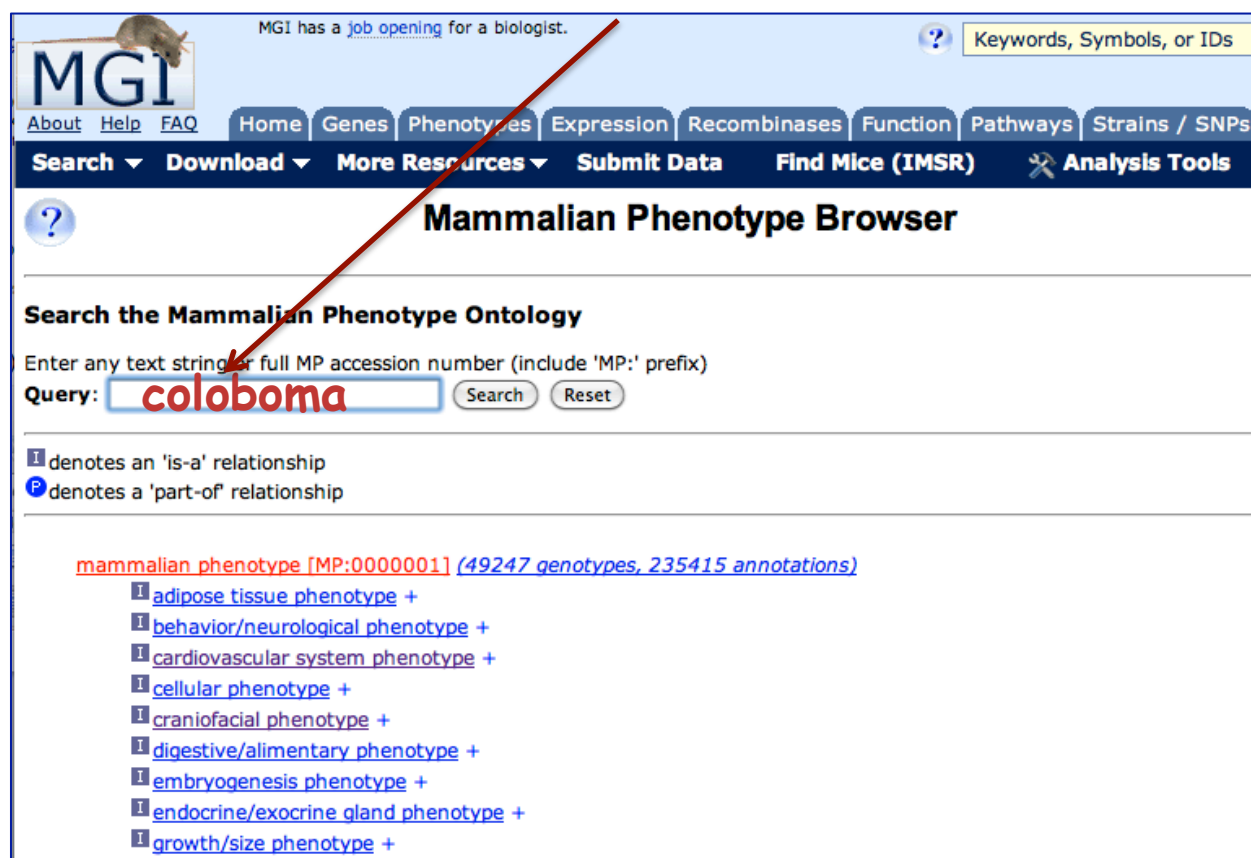 MGI has a job opening for a biologist.
? Keywords, Symbols, or IDs
MGI
About Help FAQ
Home Genes Phenotypes Expression Recombinases Function Pathways Strains / SNPs
Search ▼ Download ▼ More Resources ▼ Submit Data Find Mice (IMSR) Analysis Tools
? Mammalian Phenotype Browser
Search the Mammalian Phenotype Ontology
Enter any text string or full MP accession number (include 'MP:' prefix)
Query: coloboma Search Reset
I denotes an 'is-a' relationship
P denotes a 'part-of' relationship
mammalian phenotype [MP:0000001] (49247 genotypes, 235415 annotations)
I adipose tissue phenotype +
I behavior/neurological phenotype +
I cardiovascular system phenotype +
I cellular phenotype +
I craniofacial phenotype +
I digestive/alimentary phenotype +
I embryogenesis phenotype +
I endocrine/exocrine gland phenotype +
I growth/size phenotype +